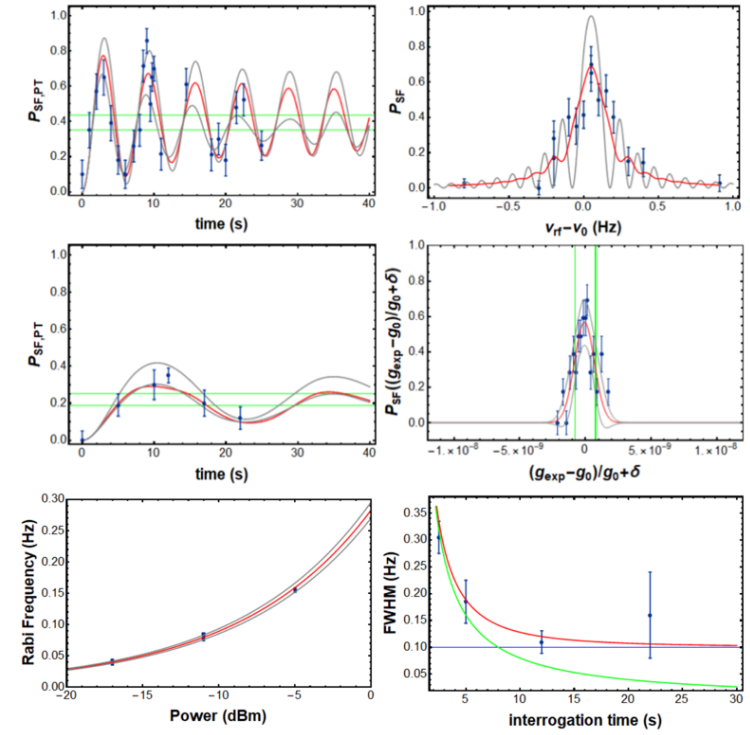 P_SF,PT
1.0
0.8
0.6
0.4
0.2
0.0
0 10 20 30 40
time (s)
P_SF
1.0
0.8
0.6
0.4
0.2
0.0
−1.0 −0.5 0.0 0.5 1.0
ν_rf−ν_0 (Hz)
P_SF,PT
1.0
0.8
0.6
0.4
0.2
0.0
0 10 20 30 40
time (s)
P_SF((g_exp−g_0)/g_0+δ)
1.0
0.8
0.6
0.4
0.2
0.0
−1.×10⁻⁸ −5.×10⁻⁹ 0 5.×10⁻⁹ 1.×10⁻⁸
(g_exp−g_0)/g_0+δ
Rabi Frequency (Hz)
0.30
0.25
0.20
0.15
0.10
0.05
0.00
−20 −15 −10 −5 0
Power (dBm)
FWHM (Hz)
0.35
0.30
0.25
0.20
0.15
0.10
0.05
5 10 15 20 25 30
interrogation time (s)